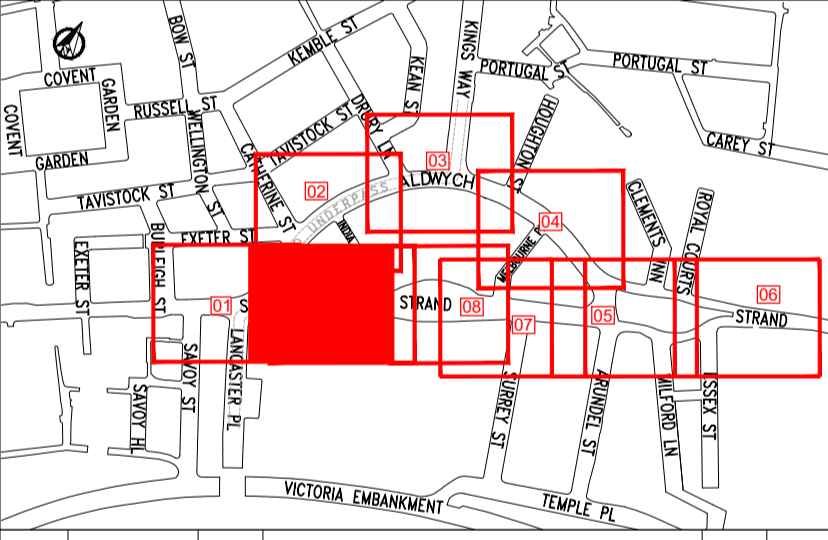 BOW ST
KEMBLE ST
KINGS WAY
KEAN ST
PORTUGAL ST
PORTUGAL ST
COVENT
GARDEN
RUSSELL ST
COVENT
GARDEN
WELLINGTON ST
DRURY LN
TAVISTOCK ST
HOUGHTON ST
CAREY ST
CATHERINE ST
03
02
ALDWYCH
UNDERPASS
TAVISTOCK ST
CLEMENTS INN
ROYAL COURTS
04
INDIA
MELBOURNE P
EXETER ST
BURLEIGH ST
EXETER ST
01
S
STRAND
08
07
05
06
STRAND
LANCASTER PL
SAVOY ST
SAVOY HL
SURREY ST
ARUNDEL ST
MILFORD LN
ESSEX ST
VICTORIA EMBANKMENT
TEMPLE PL